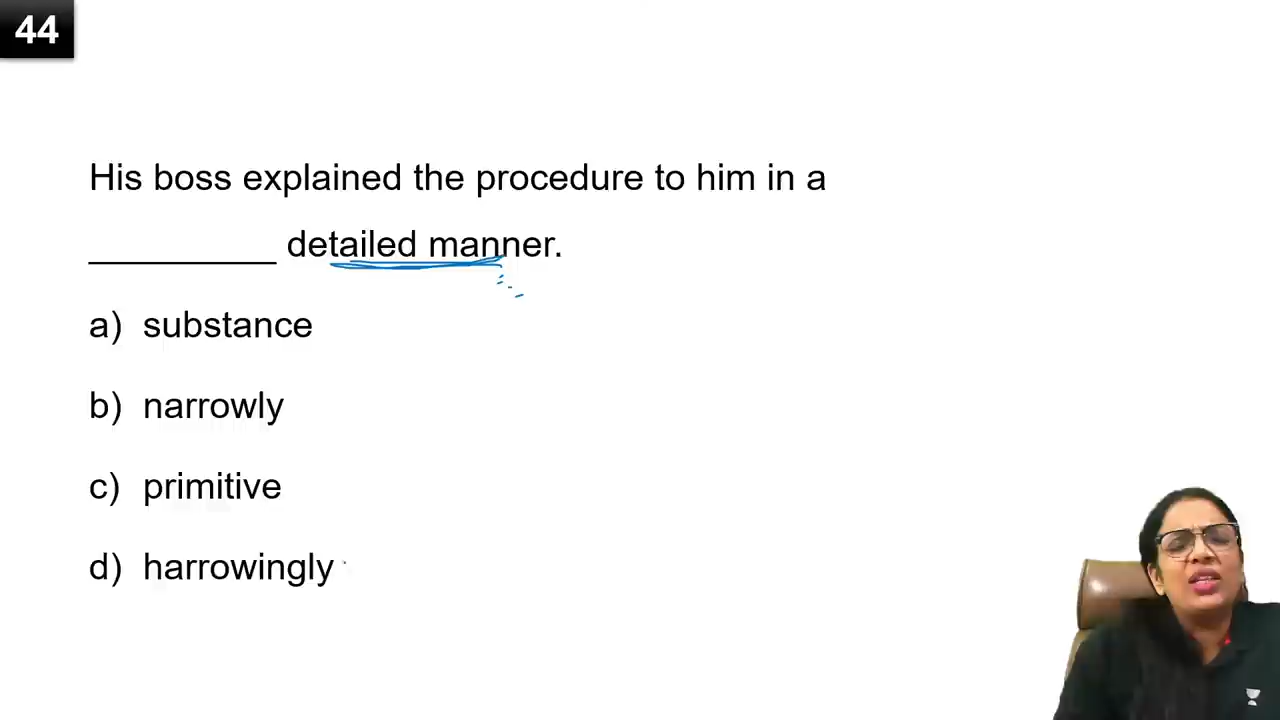 44
His boss explained the procedure to him in a
__________ detailed manner.
a) substance
b) narrowly
c) primitive
d) harrowingly